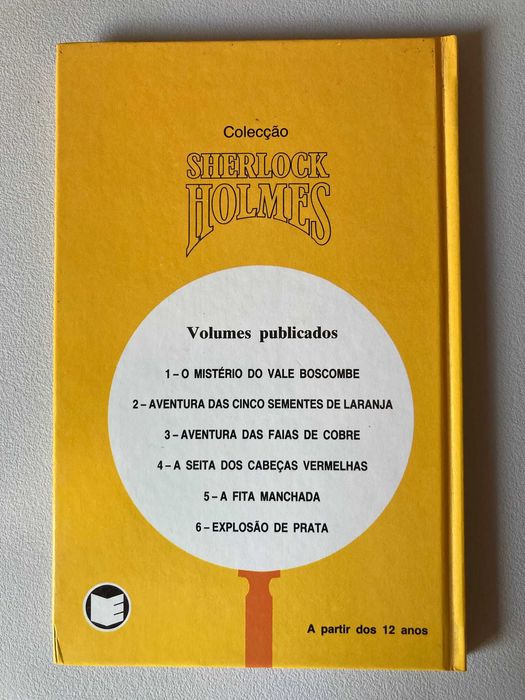 Colecção
SHERLOCK
HOLMES
Volumes publicados
1 – O MISTÉRIO DO VALE BOSCOMBE
2 – AVENTURA DAS CINCO SEMENTES DE LARANJA
3 – AVENTURA DAS FAIAS DE COBRE
4 – A SEITA DOS CABEÇAS VERMELHAS
5 – A FITA MANCHADA
6 – EXPLOSÃO DE PRATA
A partir dos 12 anos